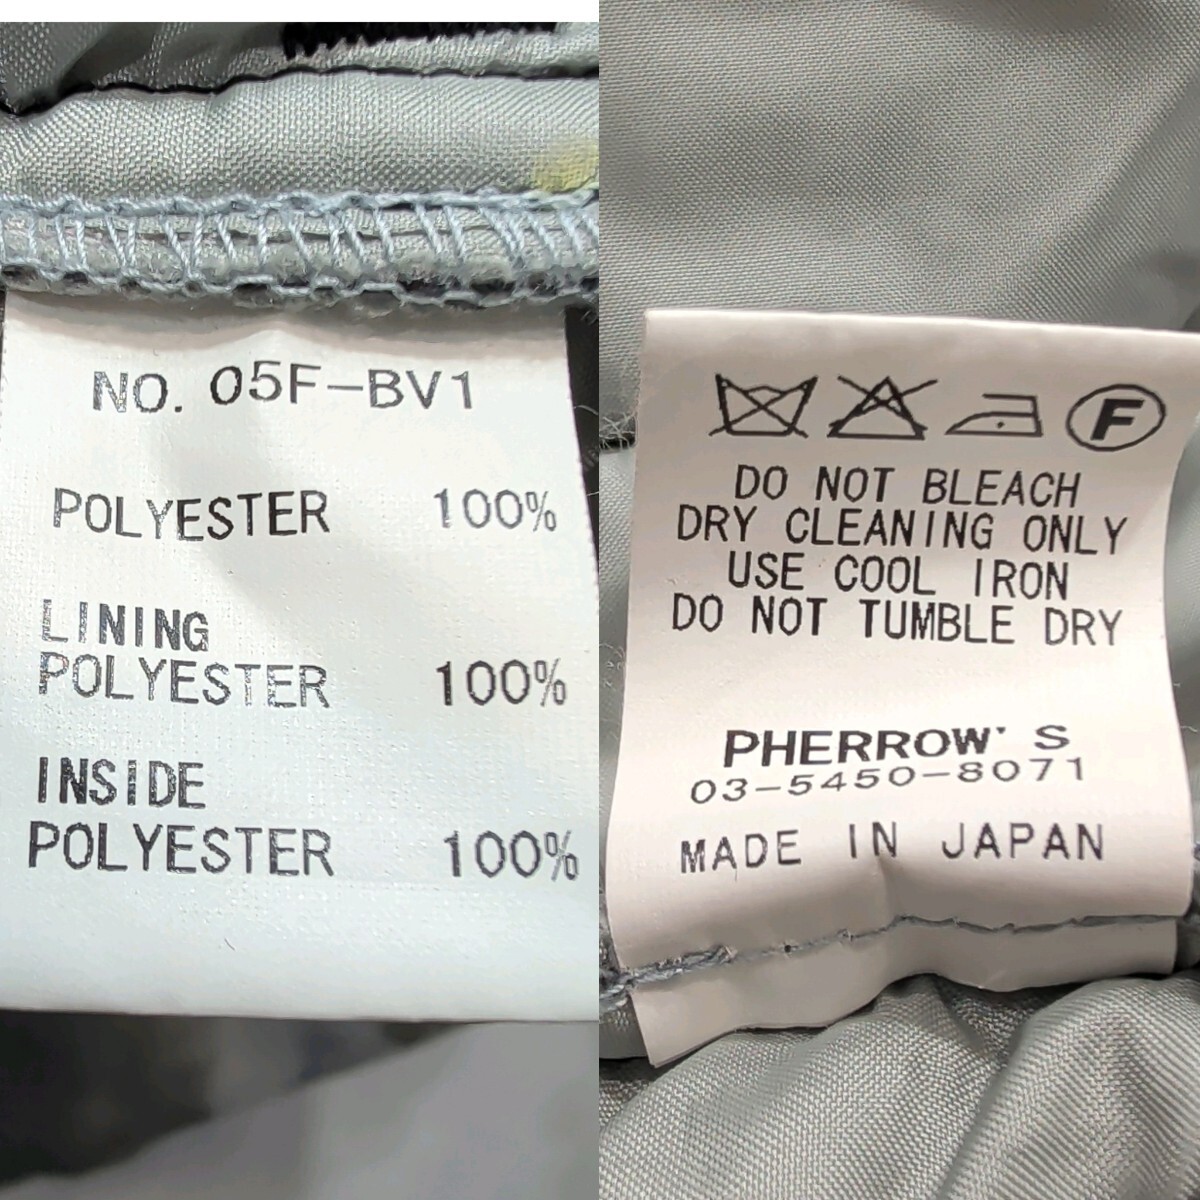 NO. 05F-BV1
POLYESTER 100%
LINING
POLYESTER 100%
INSIDE
POLYESTER 100%
F
DO NOT BLEACH
DRY CLEANING ONLY
USE COOL IRON
DO NOT TUMBLE DRY
PHERROW'S
03-5450-8071
MADE IN JAPAN